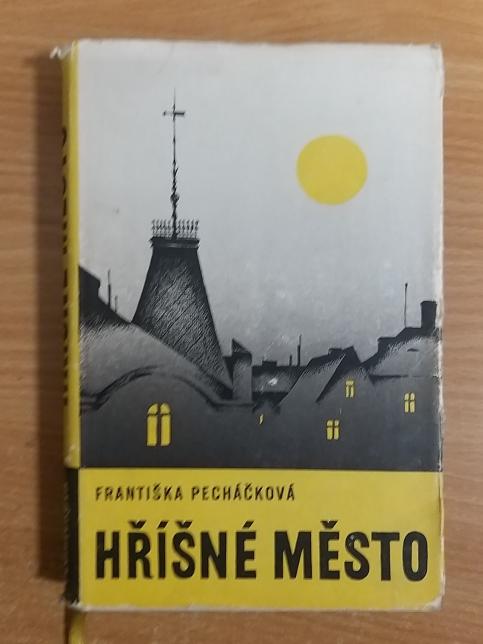 FRANTIŠKA PECHÁČKOVÁ
HŘÍŠNÉ MĚSTO